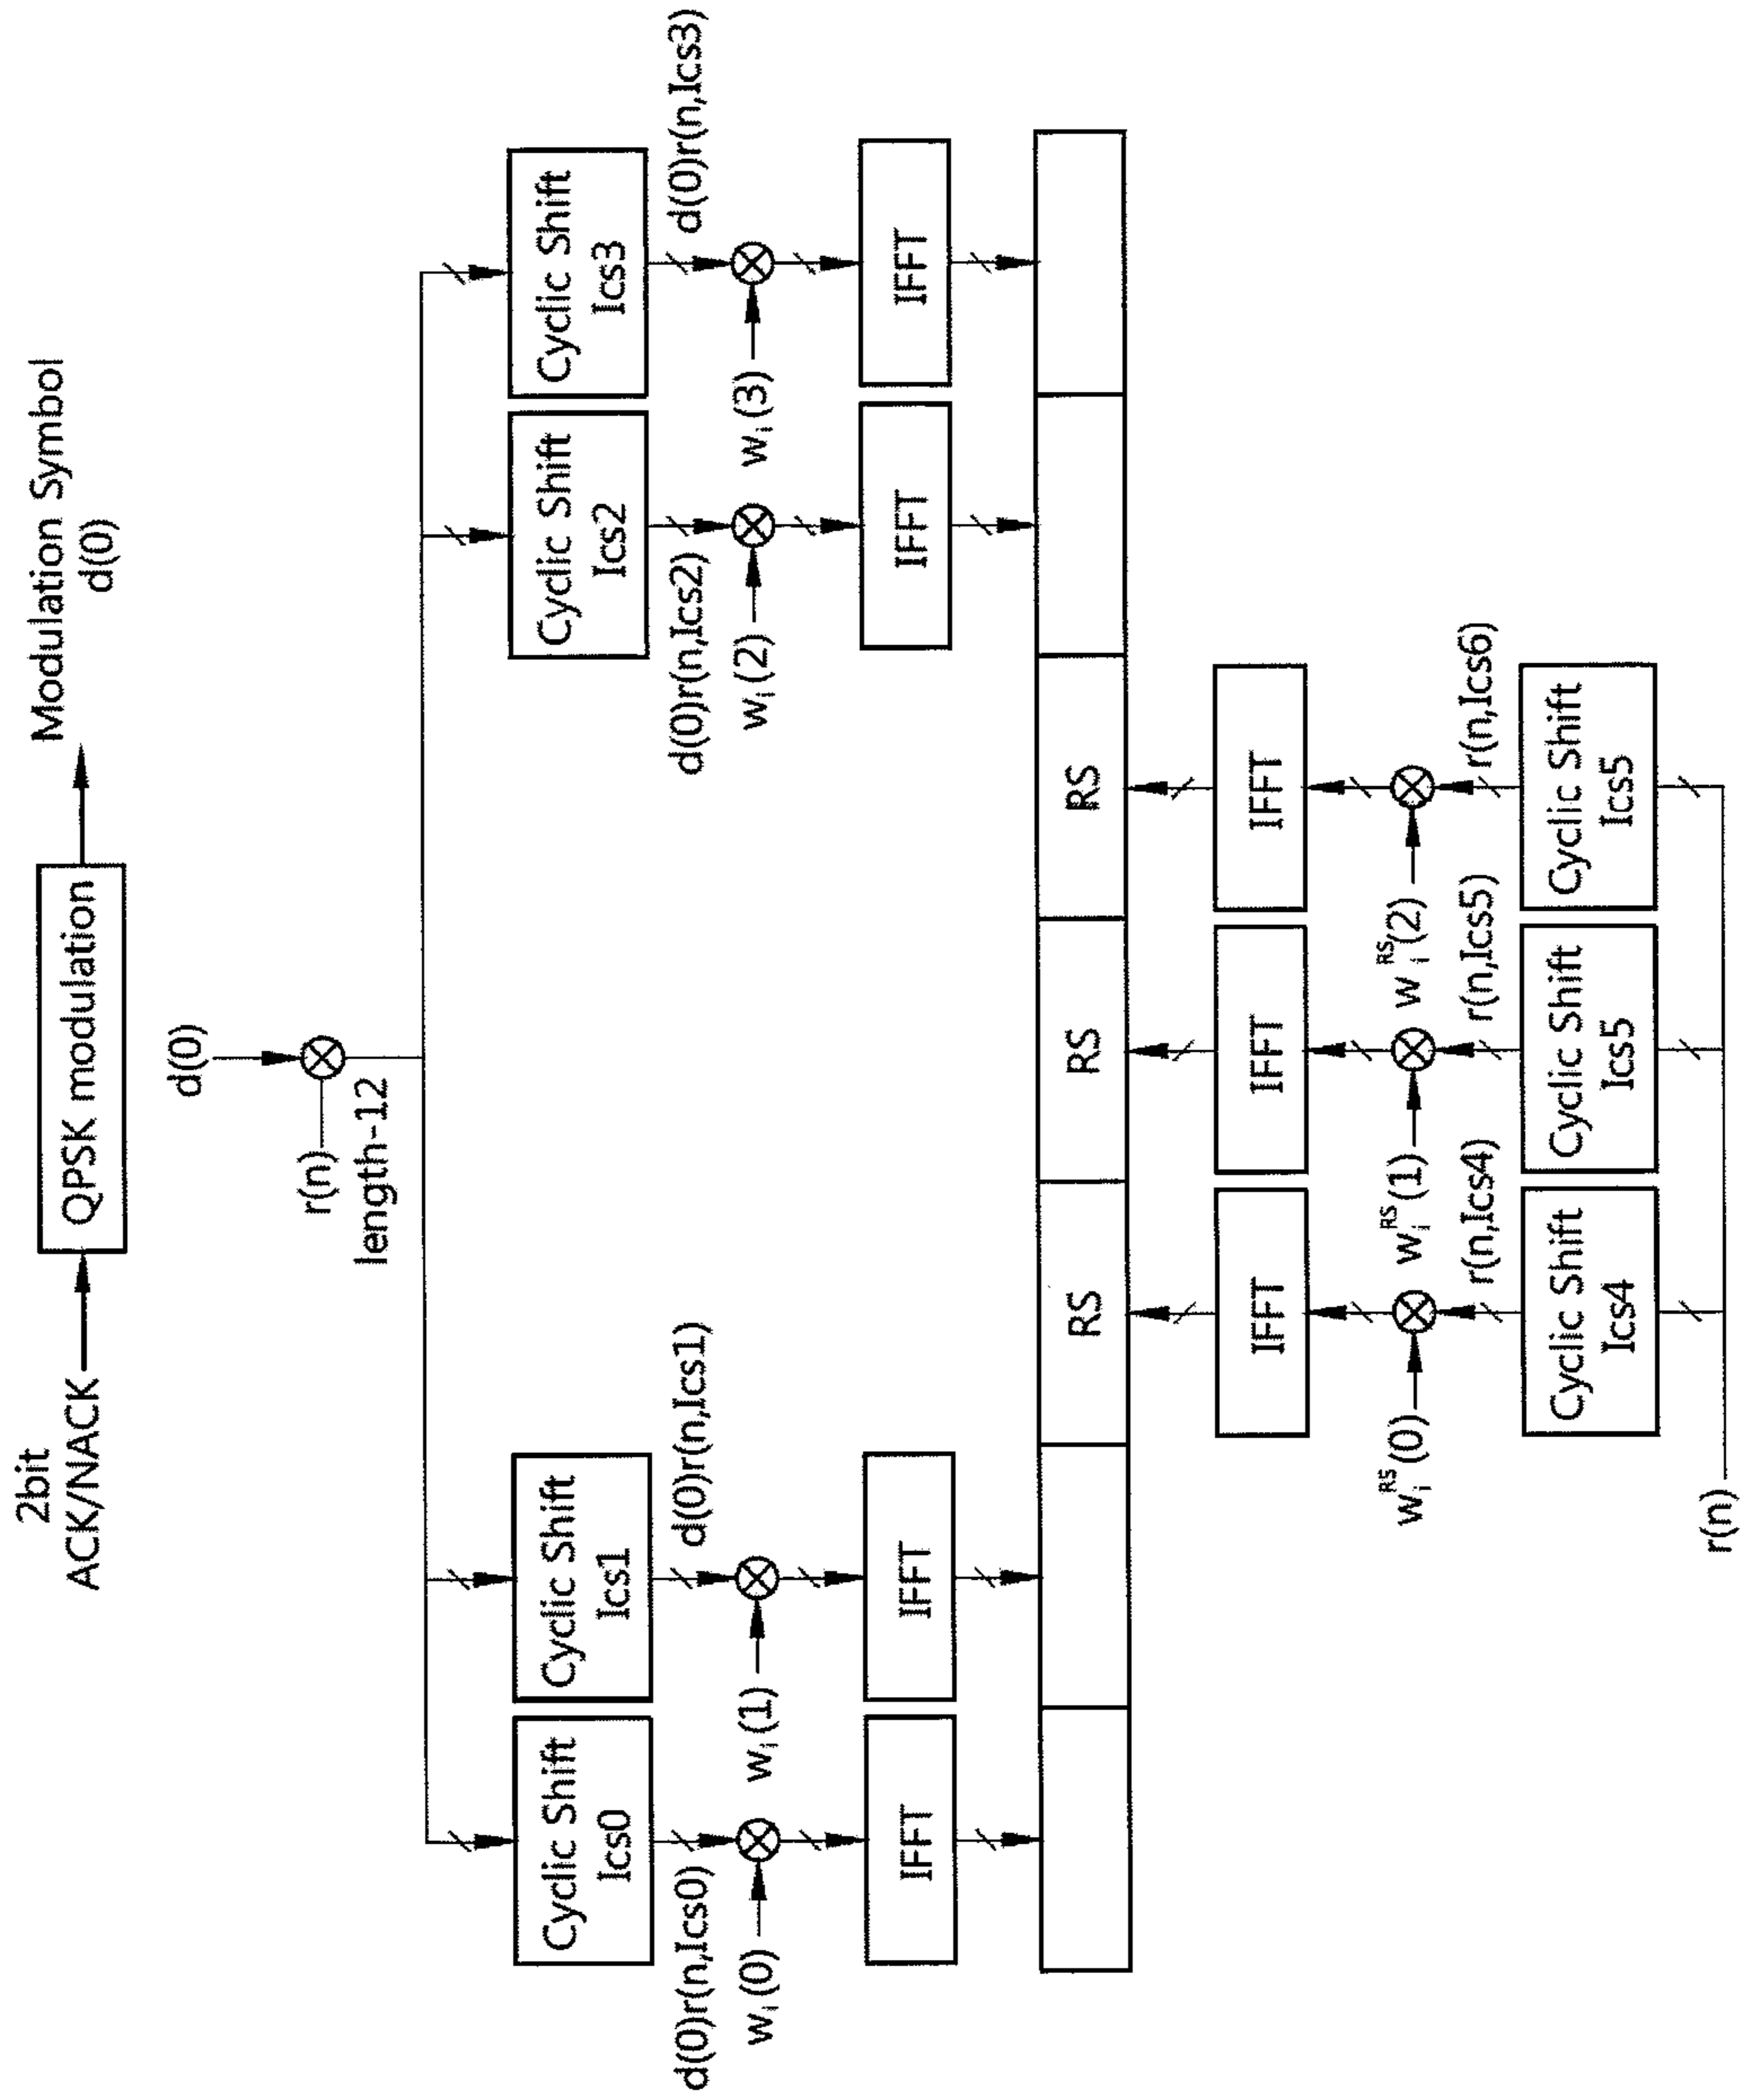 2bit
ACK/NACK
QPSK modulation
Modulation Symbol
d(0)
d(0)
r(n)
length-12
Cyclic Shift
Ics0
Cyclic Shift
Ics1
Cyclic Shift
Ics2
Cyclic Shift
Ics3
d(0)r(n,Ics0)
d(0)r(n,Ics1)
d(0)r(n,Ics2)
d(0)r(n,Ics3)
wᵢ(0)
wᵢ(1)
wᵢ(2)
wᵢ(3)
IFFT
IFFT
IFFT
IFFT
RS
RS
RS
IFFT
IFFT
IFFT
wᵢᴿˢ(0)
wᵢᴿˢ(1)
wᵢᴿˢ(2)
r(n,Ics4)
r(n,Ics5)
r(n,Ics6)
Cyclic Shift
Ics4
Cyclic Shift
Ics5
Cyclic Shift
Ics5
r(n)